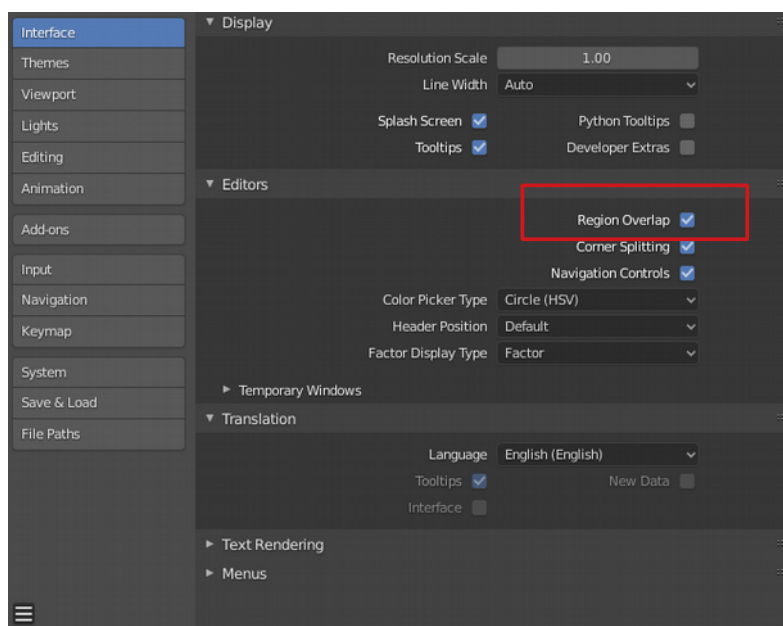 Interface
Themes
Viewport
Lights
Editing
Animation
Add-ons
Input
Navigation
Keymap
System
Save & Load
File Paths
Display
Resolution Scale 1.00
Line Width Auto
Splash Screen Python Tooltips
Tooltips Developer Extras
Editors
Region Overlap
Corner Splitting
Navigation Controls
Color Picker Type Circle (HSV)
Header Position Default
Factor Display Type Factor
Temporary Windows
Translation
Language English (English)
Tooltips New Data
Interface
Text Rendering
Menus